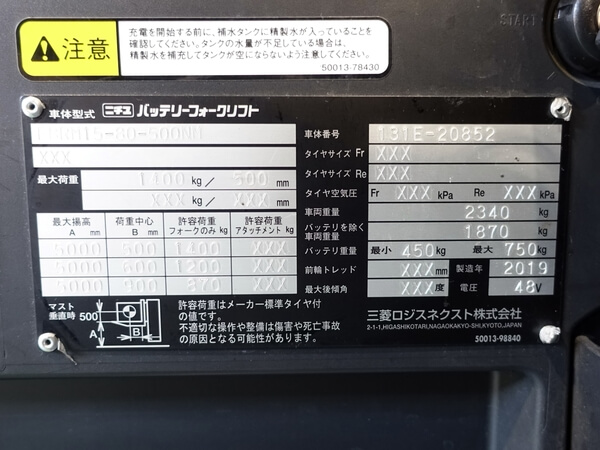 START
注意
充電を開始する前に、補水タンクに精製水が入っていることを
確認してください。タンクの水量が不足している場合は、
精製水を補充してタンクが空にならないよう注意してください。
50013-78430
車体型式 ニチユ バッテリーフォークリフト
-80-500NM
XXX
最大荷重 1400 kg / 500 mm
XXX kg / XXX mm
最大揚高 A mm 荷重中心 B mm 許容荷重 フォークのみ kg 許容荷重 アタッチメント kg
5000 500 1400 XXX
5000 600 1200 XXX
5000 900 870 XXX
マスト垂直時 500 A B
許容荷重はメーカー標準タイヤ付
の値です。
不適切な操作や整備は傷害や死亡事故
の原因となる可能性があります。
車体番号 131E-20852
タイヤサイズ Fr XXX
タイヤサイズ Re XXX
タイヤ空気圧 Fr XXX kPa Re XXX kPa
車両重量 2340 kg
バッテリを除く車両重量 1870 kg
バッテリ重量 最小 450 kg 最大 750 kg
前輪トレッド XXX mm 製造年 2019
最大後傾角 XXX 度 電圧 48 V
三菱ロジスネクスト株式会社
2-1-1,HIGASHIKOTARI,NAGAOKAKYO-SHI,KYOTO,JAPAN
50013-98840